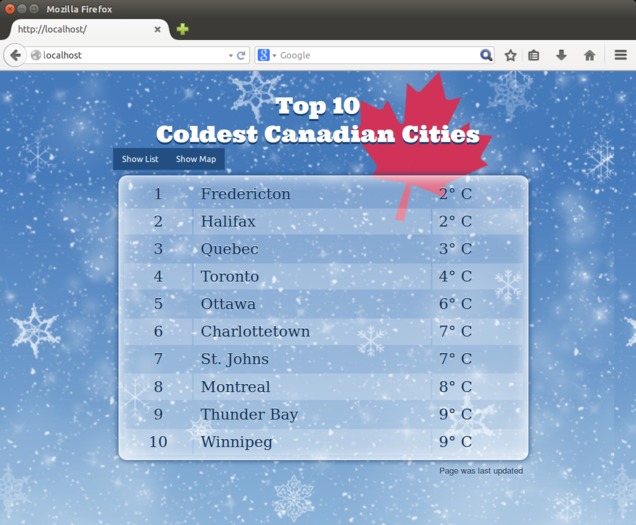 Mozilla Firefox
http://localhost/
localhost
Google
Top 10
Coldest Canadian Cities
Show List Show Map
1 Fredericton 2° C
2 Halifax 2° C
3 Quebec 3° C
4 Toronto 4° C
5 Ottawa 6° C
6 Charlottetown 7° C
7 St. Johns 7° C
8 Montreal 8° C
9 Thunder Bay 9° C
10 Winnipeg 9° C
Page was last updated